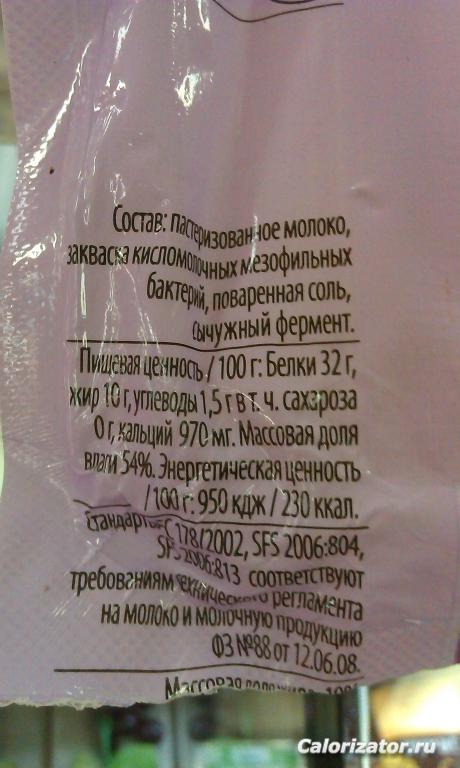 Состав: пастеризованное молоко,
закваска кисломолочных мезофильных
бактерий, поваренная соль,
сычужный фермент.
Пищевая ценность / 100 г: Белки 32 г,
жир 10 г, углеводы 1,5 г в т. ч. сахароза
0 г, кальций 970 мг. Массовая доля
влаги 54%. Энергетическая ценность
/ 100 г: 950 кдж / 230 ккал.
178/2002, SFS 2006:804,
SFS 2006:813 соответствуют
требованиям технического регламента
на молоко и молочную продукцию
ФЗ №88 от 12.06.08.
Массовая доля
Calorizator.ru